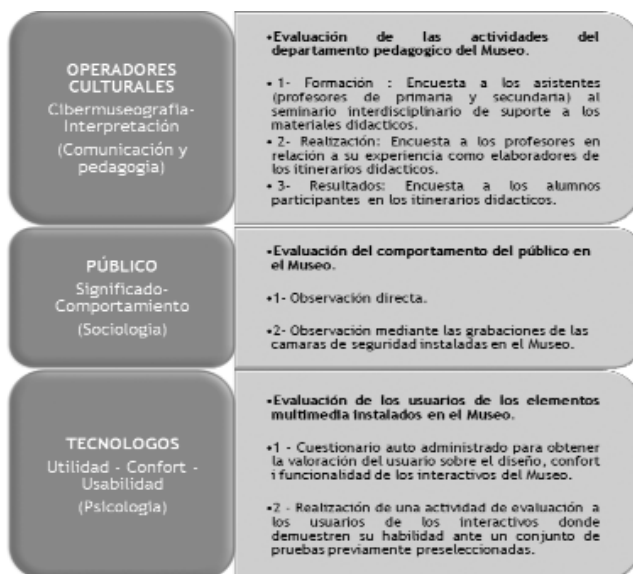 OPERADORES
CULTURALES
Cibermuseografia-
Interpretación
(Comunicación y
pedagogia)
•Evaluación de las actividades del
departamento pedagogico del Museo.
• 1- Formación : Encuesta a los asistentes
(profesores de primaria y secundaria) al
seminario interdisciplinario de suporte a los
materiales didacticos.
• 2- Realización: Encuesta a los profesores en
relación a su experiencia como elaboradores de
los itinerarios didacticos.
• 3- Resultados: Encuesta a los alumnos
participantes en los itinerarios didacticos.
PÚBLICO
Significado-
Comportamiento
(Sociologia)
•Evaluación del comportamento del público en
el Museo.
•1- Observación directa.
•2- Observación mediante las grabaciones de las
camaras de seguridad instaladas en el Museo.
TECNOLOGOS
Utilidad - Confort -
Usabilidad
(Psicologia)
•Evaluación de los usuarios de los elementos
multimedia instalados en el Museo.
•1 - Cuestionario auto administrado para obtener
la valoración del usuario sobre el diseño, confort
i funcionalidad de los interactivos del Museo.
•2 - Realización de una actividad de evaluación a
los usuarios de los interactivos donde
demuestren su habilidad ante un conjunto de
pruebas previamente preseleccionadas.